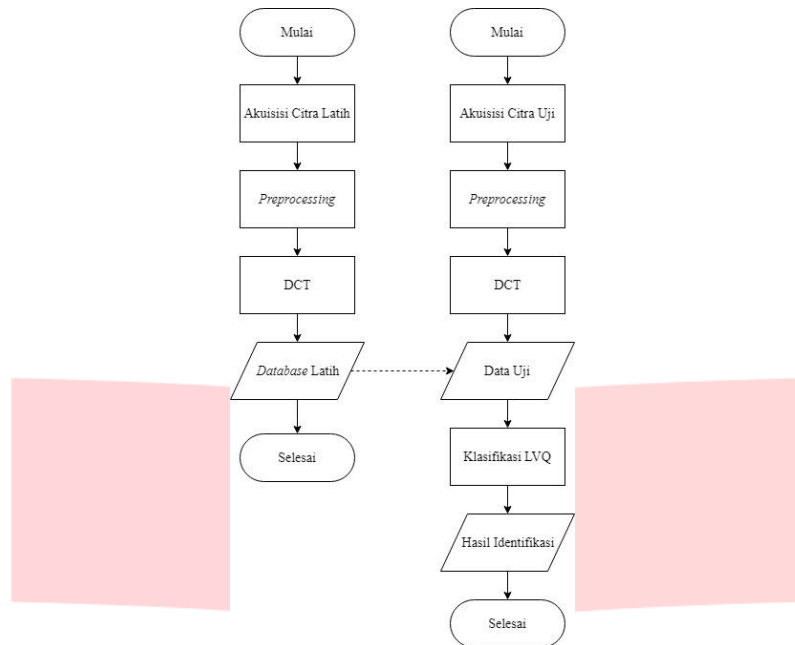 Mulai
Akuisisi Citra Latih
Preprocessing
DCT
Database Latih
Selesai
Mulai
Akuisisi Citra Uji
Preprocessing
DCT
Data Uji
Klasifikasi LVQ
Hasil Identifikasi
Selesai